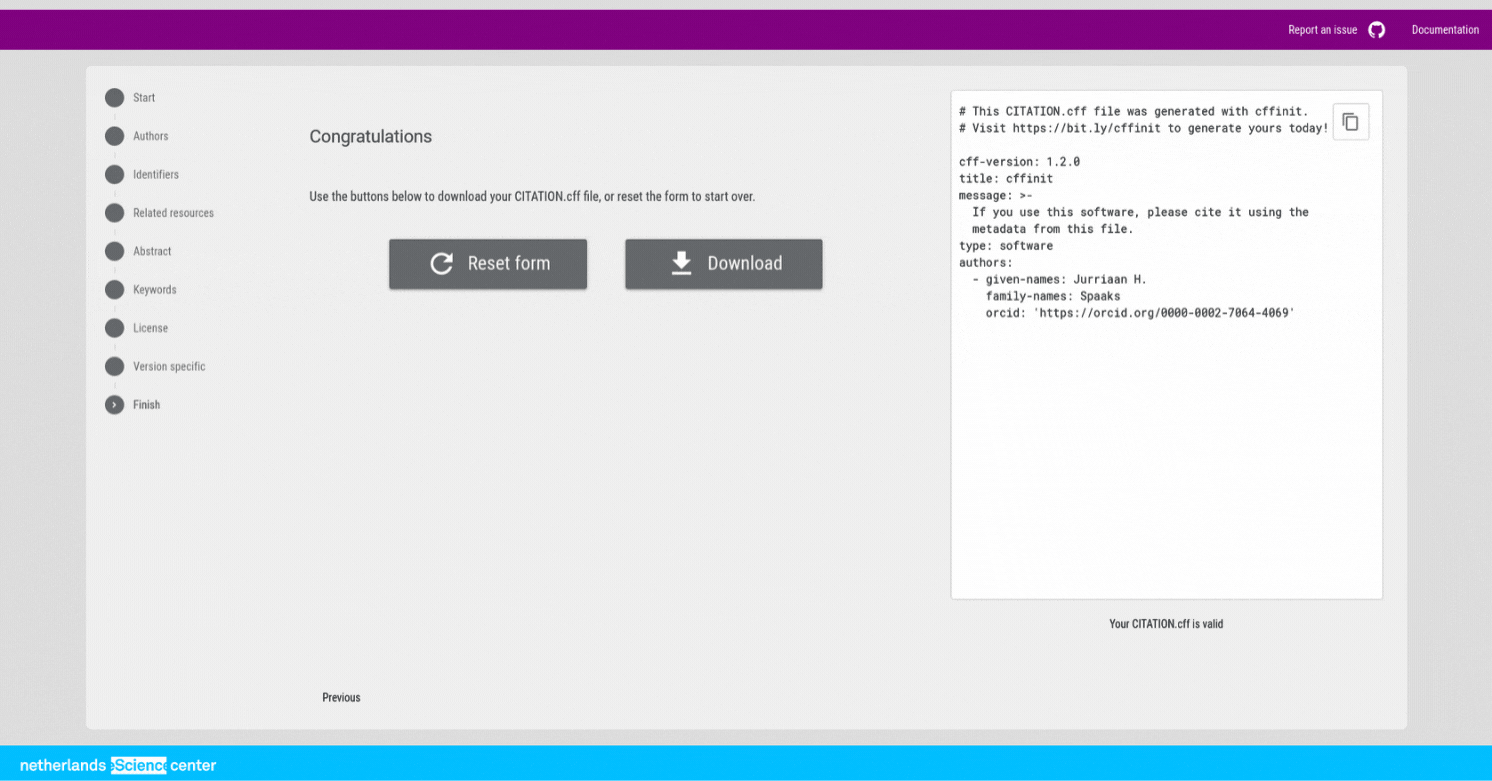 Report an issue
Documentation
Start
Authors
Identifiers
Related resources
Abstract
Keywords
License
Version specific
Finish
Congratulations
Use the buttons below to download your CITATION.cff file, or reset the form to start over.
Reset form
Download
Previous
# This CITATION.cff file was generated with cffinit.
# Visit https://bit.ly/cffinit to generate yours today!
cff-version: 1.2.0
title: cffinit
message: >-
If you use this software, please cite it using the
metadata from this file.
type: software
authors:
- given-names: Jurriaan H.
family-names: Spaaks
orcid: 'https://orcid.org/0000-0002-7064-4069'
Your CITATION.cff is valid
netherlands eScience center